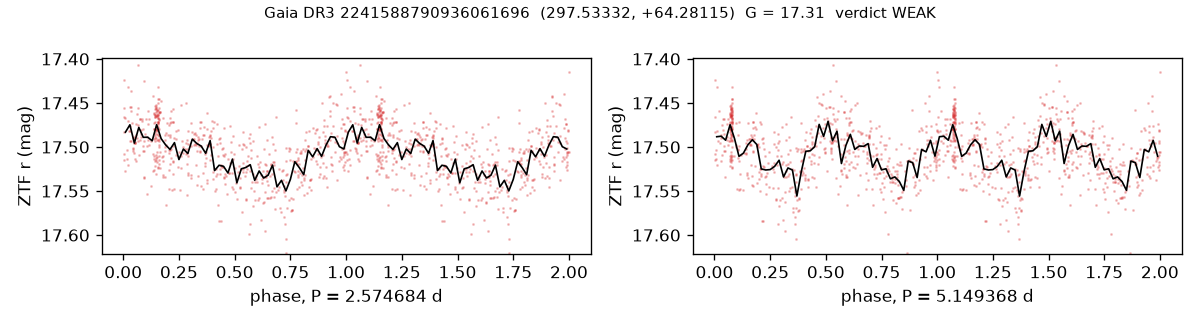 Gaia DR3 2241588790936061696 (297.53332, +64.28115) G = 17.31 verdict WEAK
17.40
17.45
17.50
17.55
17.60
ZTF r (mag)
0.00 0.25 0.50 0.75 1.00 1.25 1.50 1.75 2.00
phase, P = 2.574684 d
17.40
17.45
17.50
17.55
17.60
ZTF r (mag)
0.00 0.25 0.50 0.75 1.00 1.25 1.50 1.75 2.00
phase, P = 5.149368 d